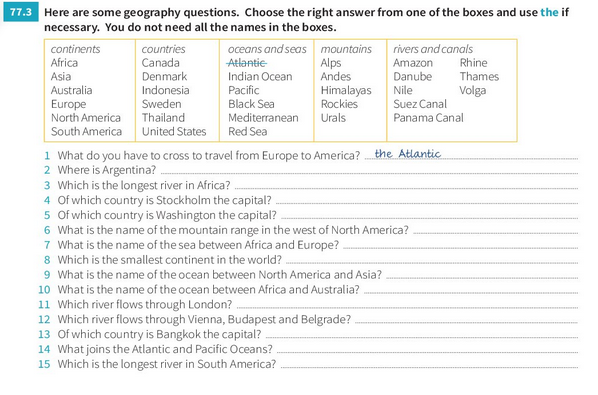 77.3 Here are some geography questions. Choose the right answer from one of the boxes and use the if
necessary. You do not need all the names in the boxes.
continents countries oceans and seas mountains rivers and canals
Africa Canada Atlantic Alps Amazon Rhine
Asia Denmark Indian Ocean Andes Danube Thames
Australia Indonesia Pacific Himalayas Nile Volga
Europe Sweden Black Sea Rockies Suez Canal
North America Thailand Mediterranean Urals Panama Canal
South America United States Red Sea
1 What do you have to cross to travel from Europe to America? the Atlantic
2 Where is Argentina?
3 Which is the longest river in Africa?
4 Of which country is Stockholm the capital?
5 Of which country is Washington the capital?
6 What is the name of the mountain range in the west of North America?
7 What is the name of the sea between Africa and Europe?
8 Which is the smallest continent in the world?
9 What is the name of the ocean between North America and Asia?
10 What is the name of the ocean between Africa and Australia?
11 Which river flows through London?
12 Which river flows through Vienna, Budapest and Belgrade?
13 Of which country is Bangkok the capital?
14 What joins the Atlantic and Pacific Oceans?
15 Which is the longest river in South America?